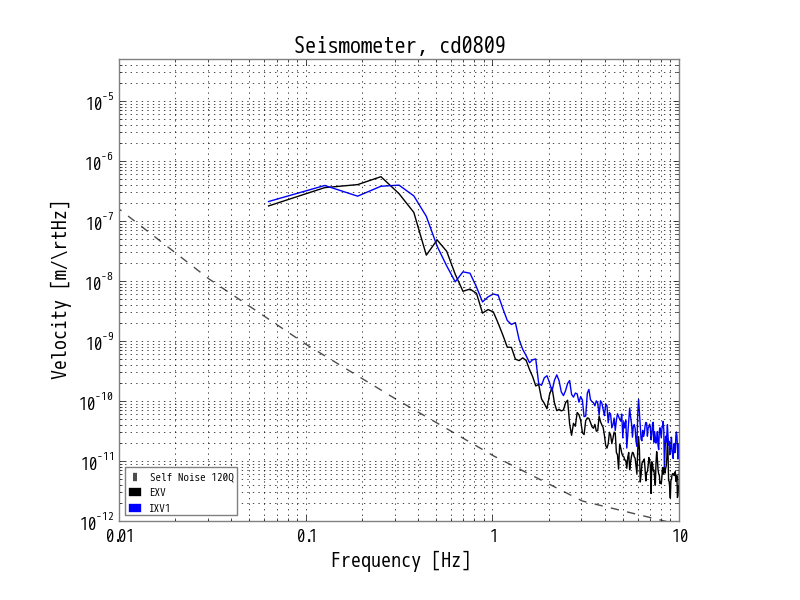 Seismometer, cd0809
Velocity [m/\rtHz]
10^-5
10^-6
10^-7
10^-8
10^-9
10^-10
10^-11
10^-12
Self Noise 120Q
EXV
IXV1
0.01 0.1 1 10
Frequency [Hz]